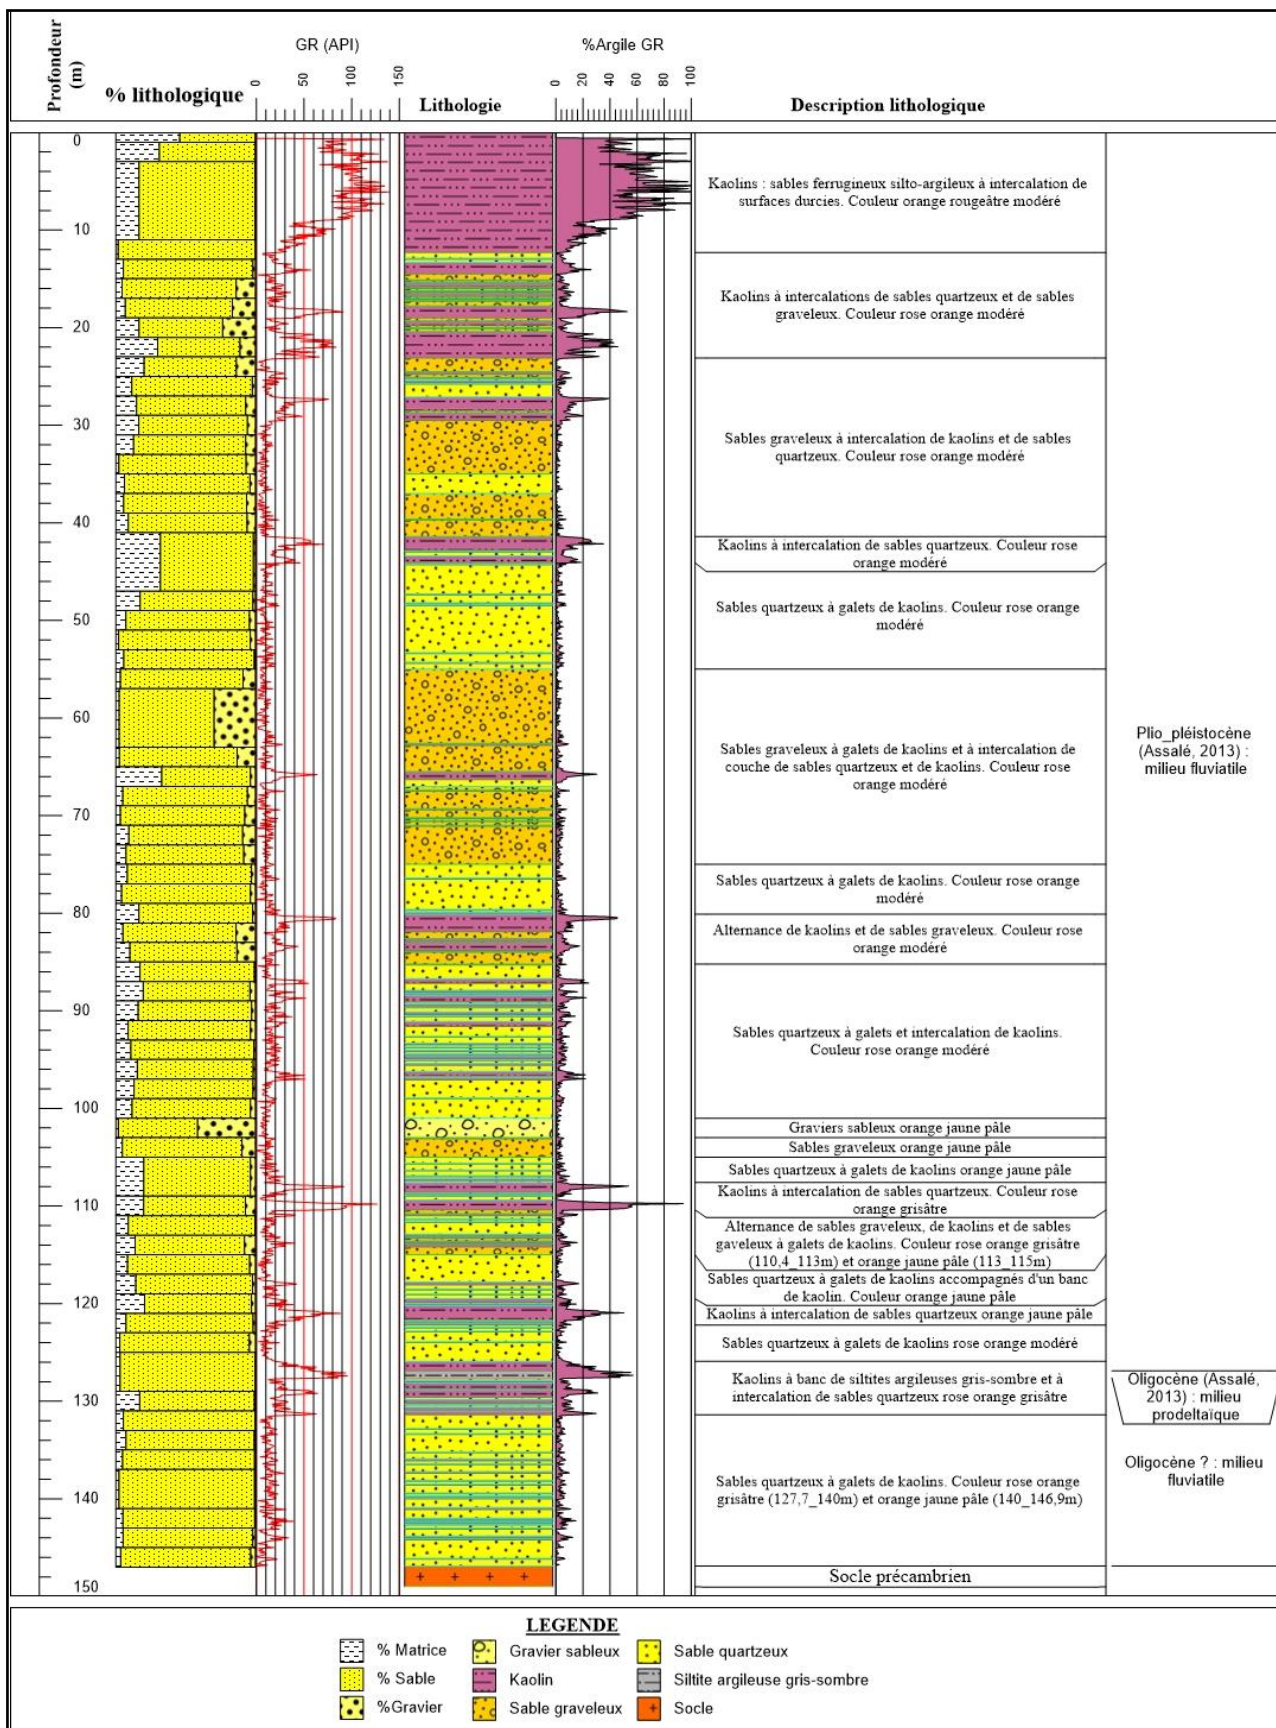 Profondeur
(m)
% lithologique
GR (API)
0
50
100
150
Lithologie
%Argile GR
0
20
40
60
80
100
Description lithologique
0
10
20
30
40
50
60
70
80
90
100
110
120
130
140
150
Kaolins : sables ferrugineux silto-argileux à intercalation de
surfaces durcies. Couleur orange rougeâtre modéré
Kaolins à intercalations de sables quartzeux et de sables
graveleux. Couleur rose orange modéré
Sables graveleux à intercalation de kaolins et de sables
quartzeux. Couleur rose orange modéré
Kaolins à intercalation de sables quartzeux. Couleur rose
orange modéré
Sables quartzeux à galets de kaolins. Couleur rose orange
modéré
Sables graveleux à galets de kaolins et à intercalation de
couche de sables quartzeux et de kaolins. Couleur rose
orange modéré
Sables quartzeux à galets de kaolins. Couleur rose orange
modéré
Alternance de kaolins et de sables graveleux. Couleur rose
orange modéré
Sables quartzeux à galets et intercalation de kaolins.
Couleur rose orange modéré
Graviers sableux orange jaune pâle
Sables graveleux orange jaune pâle
Sables quartzeux à galets de kaolins orange jaune pâle
Kaolins à intercalation de sables quartzeux. Couleur rose
orange grisâtre
Alternance de sables graveleux, de kaolins et de sables
gaveleux à galets de kaolins. Couleur rose orange grisâtre
(110,4_113m) et orange jaune pâle (113_115m)
Sables quartzeux à galets de kaolins accompagnés d'un banc
de kaolin. Couleur orange jaune pâle
Kaolins à intercalation de sables quartzeux orange jaune pâle
Sables quartzeux à galets de kaolins rose orange modéré
Kaolins à banc de siltites argileuses gris-sombre et à
intercalation de sables quartzeux rose orange grisâtre
Sables quartzeux à galets de kaolins. Couleur rose orange
grisâtre (127,7_140m) et orange jaune pâle (140_146,9m)
Socle précambrien
Plio_pléistocène
(Assalé, 2013) :
milieu fluviatile
Oligocène (Assalé,
2013) : milieu
prodeltaïque
Oligocène ? : milieu
fluviatile
LEGENDE
% Matrice
% Sable
%Gravier
Gravier sableux
Kaolin
Sable graveleux
Sable quartzeux
Siltite argileuse gris-sombre
Socle